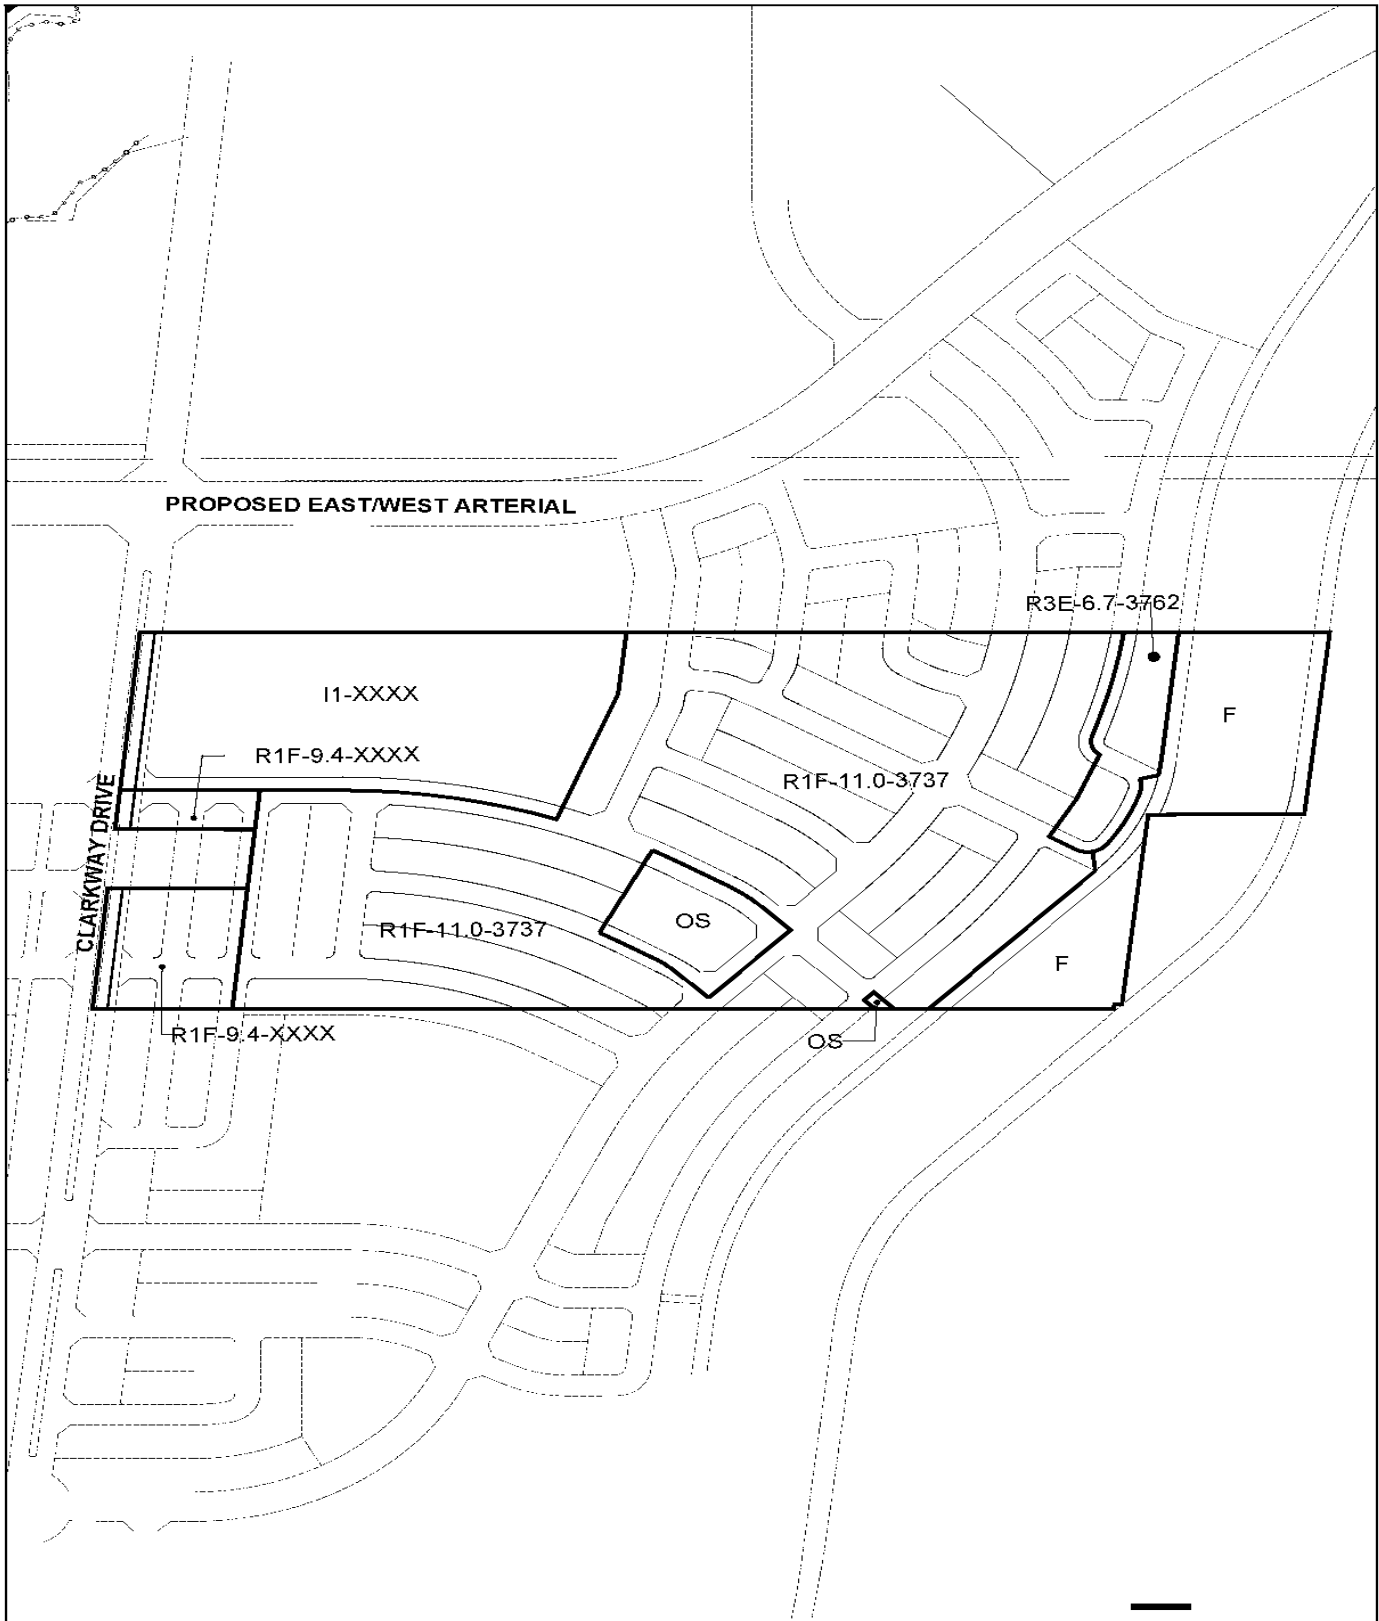 PROPOSED EAST/WEST ARTERIAL
R3E-6.7-3762
I1-XXXX
F
R1F-9.4-XXXX
R1F-11.0-3737
CLARKWAY DRIVE
OS
R1F-11.0-3737
F
R1F-9.4-XXXX
OS